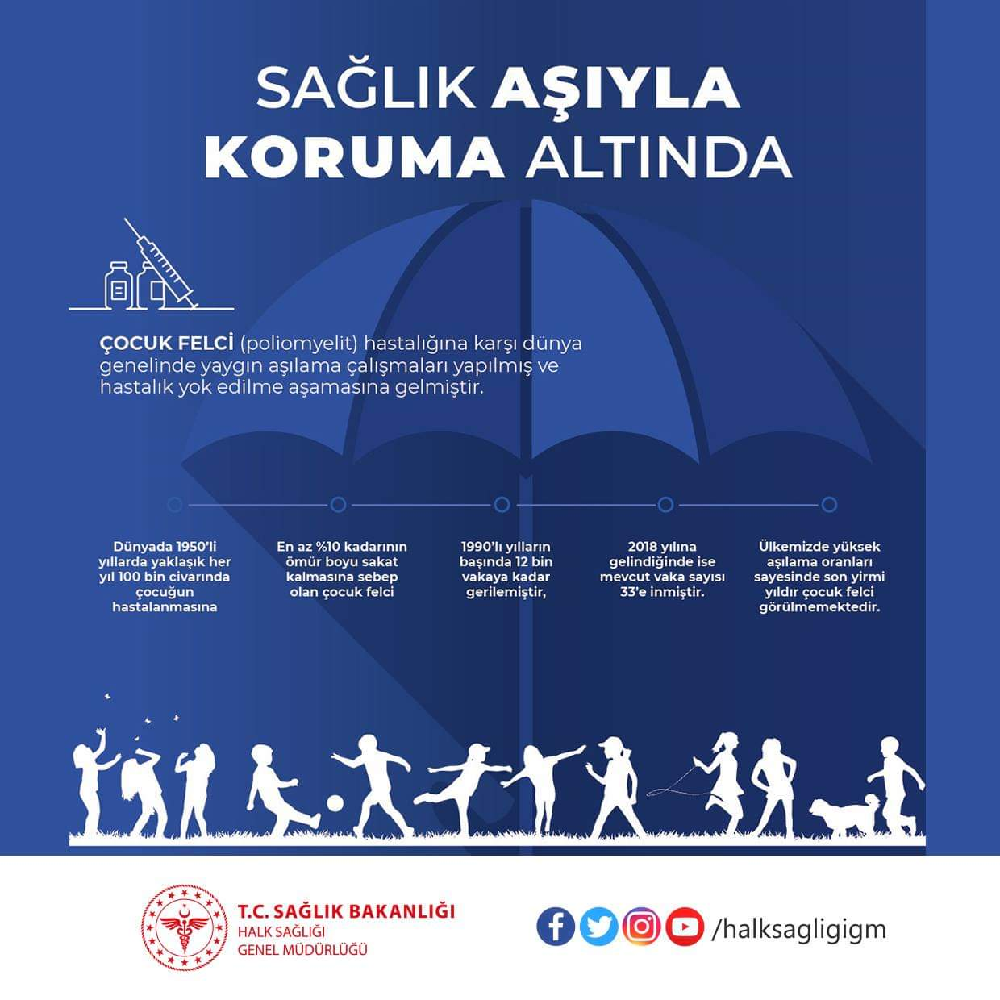 SAĞLIK AŞIYLA
KORUMA ALTINDA
ÇOCUK FELCİ (poliomyelit) hastalığına karşı dünya
genelinde yaygın aşılama çalışmaları yapılmış ve
hastalık yok edilme aşamasına gelmiştir.
Dünyada 1950'li
yıllarda yaklaşık her
yıl 100 bin civarında
çocuğun
hastalanmasına
En az %10 kadarının
ömür boyu sakat
kalmasına sebep
olan çocuk felci
1990'lı yılların
başında 12 bin
vakaya kadar
gerilemiştir,
2018 yılına
gelindiğinde ise
mevcut vaka sayısı
33'e inmiştir.
Ülkemizde yüksek
aşılama oranları
sayesinde son yirmi
yıldır çocuk felci
görülmemektedir.
T.C. SAĞLIK BAKANLIĞI
HALK SAĞLIĞI
GENEL MÜDÜRLÜĞÜ
/halksagligigm